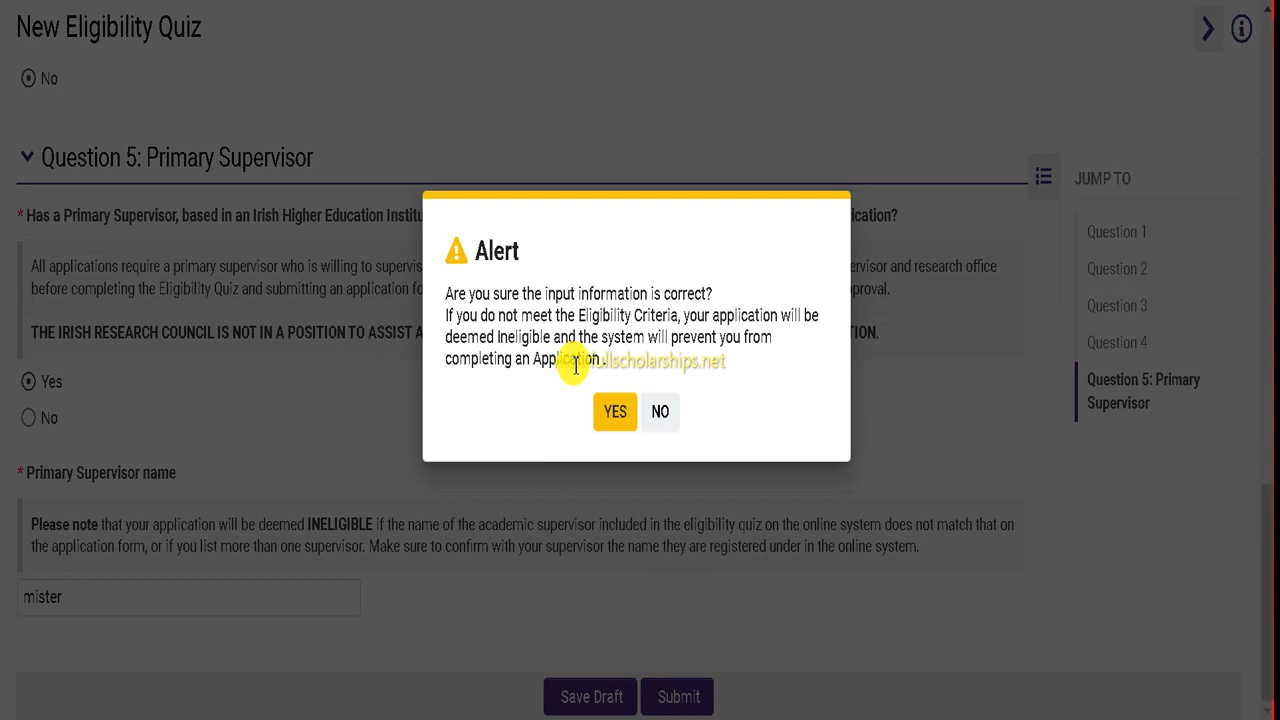 New Eligibility Quiz
No
Question 5: Primary Supervisor
JUMP TO
* Has a Primary Supervisor, based in an Irish Higher Education
Question 1
All applications require a primary supervisor who is willing to
and research office
Question 2
before completing the Eligibility Quiz and submitting an application
Question 3
THE IRISH RESEARCH COUNCIL IS NOT IN A POSITION TO ASSIST
Question 4
Alert
Are you sure the input information is correct?
If you do not meet the Eligibility Criteria, your application will be
deemed Ineligible and the system will prevent you from
completing an Application .
fullscholarships.net
YES
NO
Question 5: Primary
Supervisor
Yes
No
* Primary Supervisor name
Please note that your application will be deemed INELIGIBLE if the name of the academic supervisor included in the eligibility quiz on the online system does not match that on
the application form, or if you list more than one supervisor. Make sure to confirm with your supervisor the name they are registered under in the online system.
mister
Save Draft
Submit